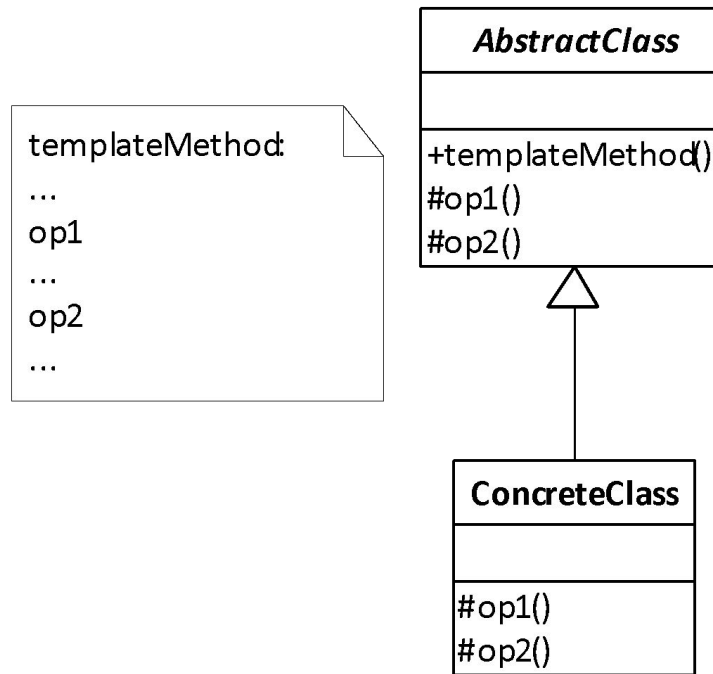 templateMethod:
...
op1
...
op2
...
AbstractClass
+templateMethod()
#op1()
#op2()
ConcreteClass
#op1()
#op2()